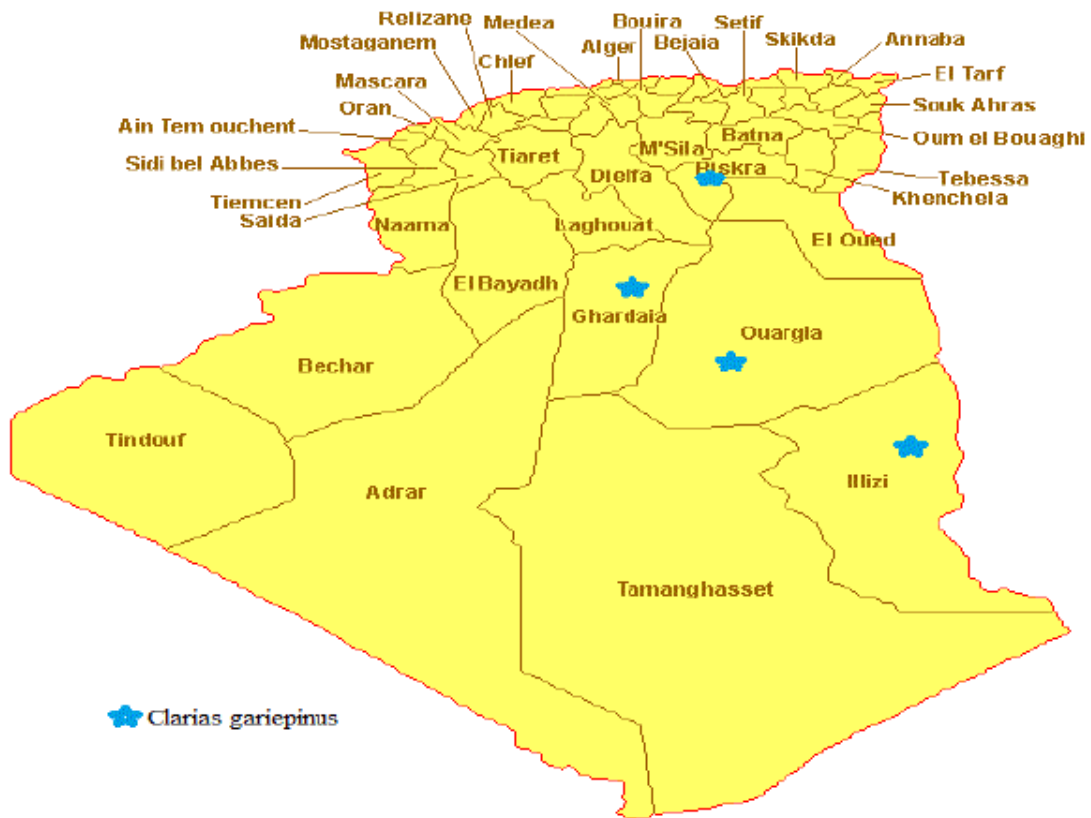 Relizane
Medea
Bouira
Setif
Mostaganem
Alger
Bejaia
Skikda
Annaba
Chlef
El Tarf
Mascara
Oran
Souk Ahras
Ain Tem ouchent
M'Sila
Batna
Oum el Bouaghi
Sidi bel Abbes
Tiaret
Djelfa
Biskra
Tebessa
Tiemcen
Khenchela
Saida
Naama
Laghouat
El Oued
El Bayadh
Ghardaia
Ouargla
Bechar
Tindouf
Adrar
Illizi
Tamanghasset
Clarias gariepinus